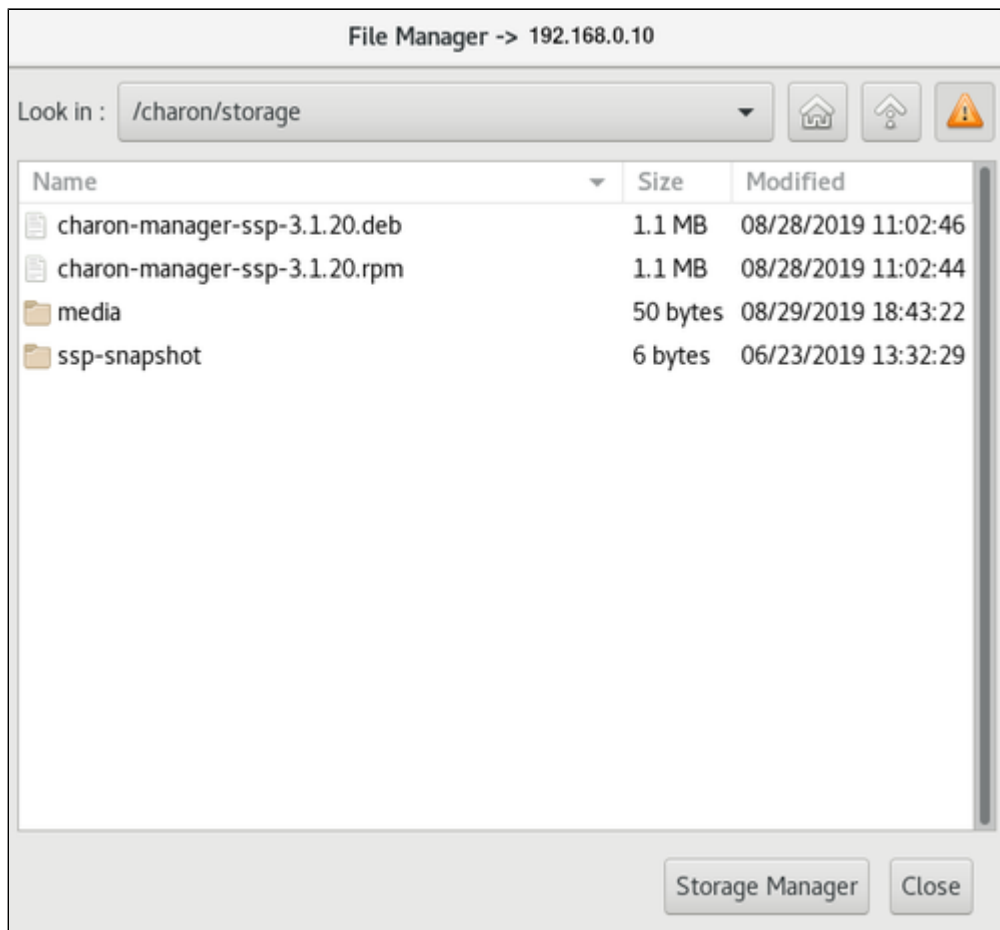 File Manager -> 192.168.0.10
Look in : /charon/storage
Name Size Modified
charon-manager-ssp-3.1.20.deb 1.1 MB 08/28/2019 11:02:46
charon-manager-ssp-3.1.20.rpm 1.1 MB 08/28/2019 11:02:44
media 50 bytes 08/29/2019 18:43:22
ssp-snapshot 6 bytes 06/23/2019 13:32:29
Storage Manager Close